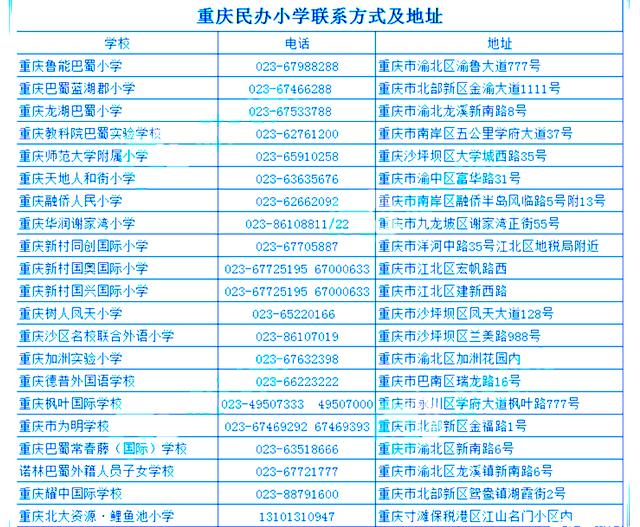 重庆民办小学联系方式及地址
学校 电话 地址
重庆鲁能巴蜀小学 023-67988288 重庆市渝北区渝鲁大道777号
重庆巴蜀蓝湖郡小学 023-67466288 重庆市北部新区金渝大道1111号
重庆龙湖巴蜀小学 023-67533788 重庆市渝北龙溪新南路8号
重庆教科院巴蜀实验学校 023-62761200 重庆市南岸区五公里学府大道37号
重庆师范大学附属小学 023-65910258 重庆沙坪坝区大学城西路35号
重庆天地人和街小学 023-63635676 重庆市渝中区富华路31号
重庆融侨人民小学 023-62662092 重庆市南岸区融侨半岛风临路5号附13号
重庆华润谢家湾小学 023-86108811/22 重庆市九龙坡区谢家湾正街55号
重庆新村同创国际小学 023-67705887 重庆市洋河中路35号江北区地税局附近
重庆新村国奥国际小学 023-67725195 67000633 重庆市江北区宏帆路西
重庆新村国兴国际小学 023-67725195 67000633 重庆市江北区建新西路
重庆树人凤天小学 023-65220166 重庆市沙坪坝区凤天大道128号
重庆沙区名校联合外语小学 023-86107019 重庆市沙坪坝区兰美路988号
重庆加洲实验小学 023-67632398 重庆市渝北区加洲花园内
重庆德普外国语学校 023-66223222 重庆市巴南区瑞龙路16号
重庆枫叶国际学校 023-49507333 49507000 重庆市永川区学府大道枫叶路777号
重庆市为明学校 023-67469292 67469393 重庆市北部新区金福路1号
重庆巴蜀常春藤（国际）学校 023-63518666 重庆市渝北区新南路6号
诺林巴蜀外籍人员子女学校 023-67721777 重庆市渝北区龙溪镇新南路6号
重庆耀中国际学校 023-88791600 重庆市北部新区鸳鸯镇湖霞街2号
重庆北大资源·鲤鱼池小学 13101310947 重庆寸滩保税港区江山名门小区内